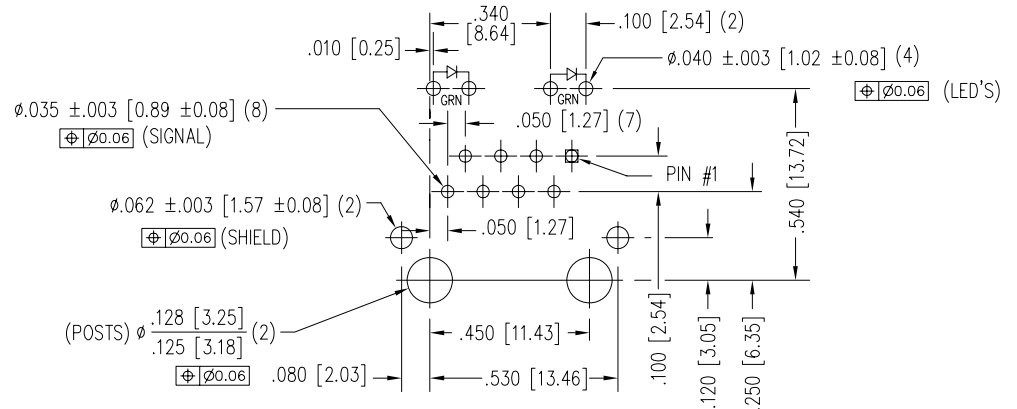 .340
[8.64]
.100 [2.54] (2)
.010 [0.25]
ø.040 ±.003 [1.02 ±0.08] (4)
⌖ Ø0.06 (LED'S)
GRN
GRN
ø.035 ±.003 [0.89 ±0.08] (8)
⌖ Ø0.06 (SIGNAL)
.050 [1.27] (7)
PIN #1
.540 [13.72]
ø.062 ±.003 [1.57 ±0.08] (2)
⌖ Ø0.06 (SHIELD)
.050 [1.27]
(POSTS) ø .128 [3.25] (2)
.125 [3.18]
⌖ Ø0.06
.450 [11.43]
.080 [2.03]
.530 [13.46]
.100 [2.54]
.120 [3.05]
.250 [6.35]